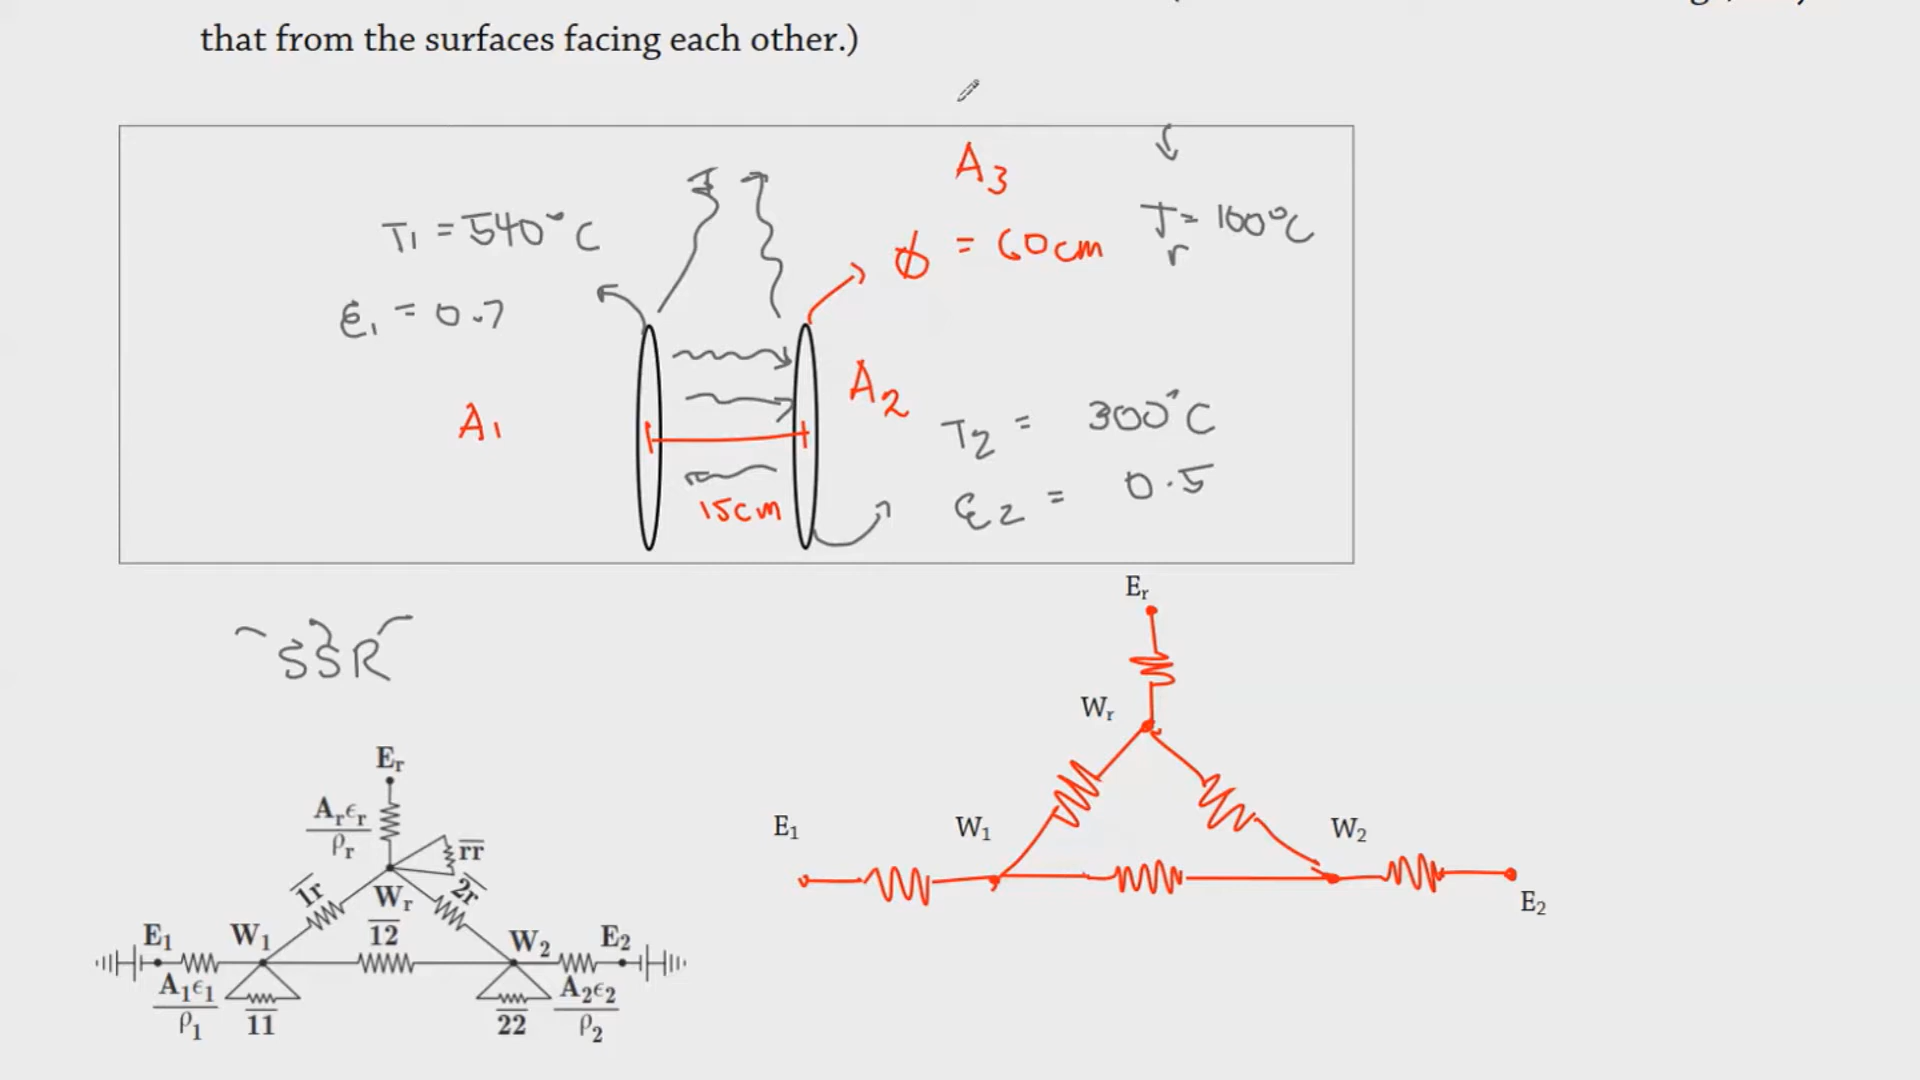 that from the surfaces facing each other.)
A3
T1 = 540°C
ϕ = 60cm
Tr = 100°C
ε1 = 0.7
A1
A2
T2 = 300°C
15cm
ε2 = 0.5
SSR
Er
Wr
E1
W1
W2
E2
Er
Arϵr
ρr
rr
1r
2r
Wr
E1
W1
12
W2
E2
A1ϵ1
ρ1
11
22
A2ϵ2
ρ2